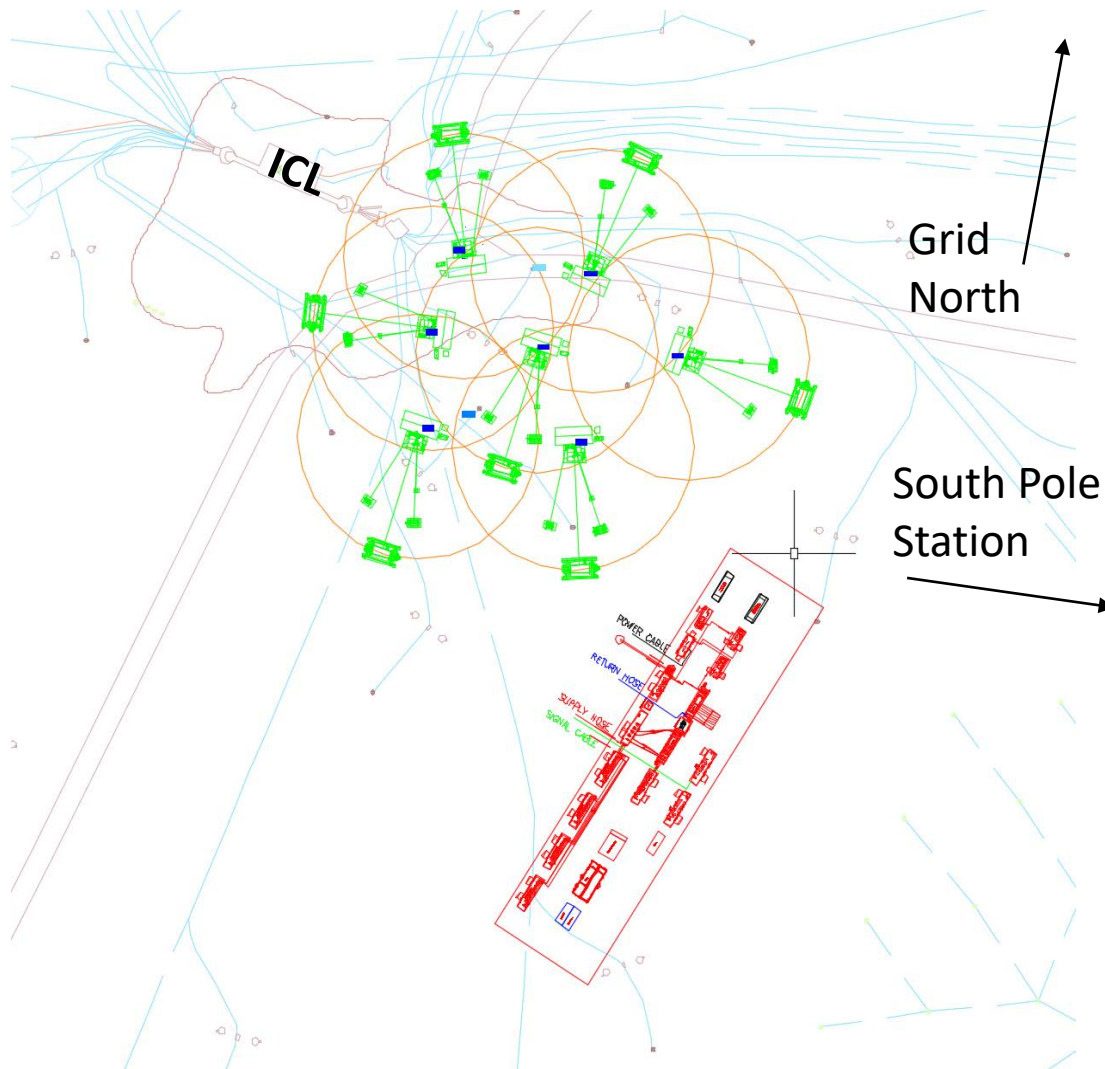 ICL
Grid
North
South Pole
Station
POWER CABLE
RETURN HOSE
SUPPLY HOSE
SIGNAL CABLE